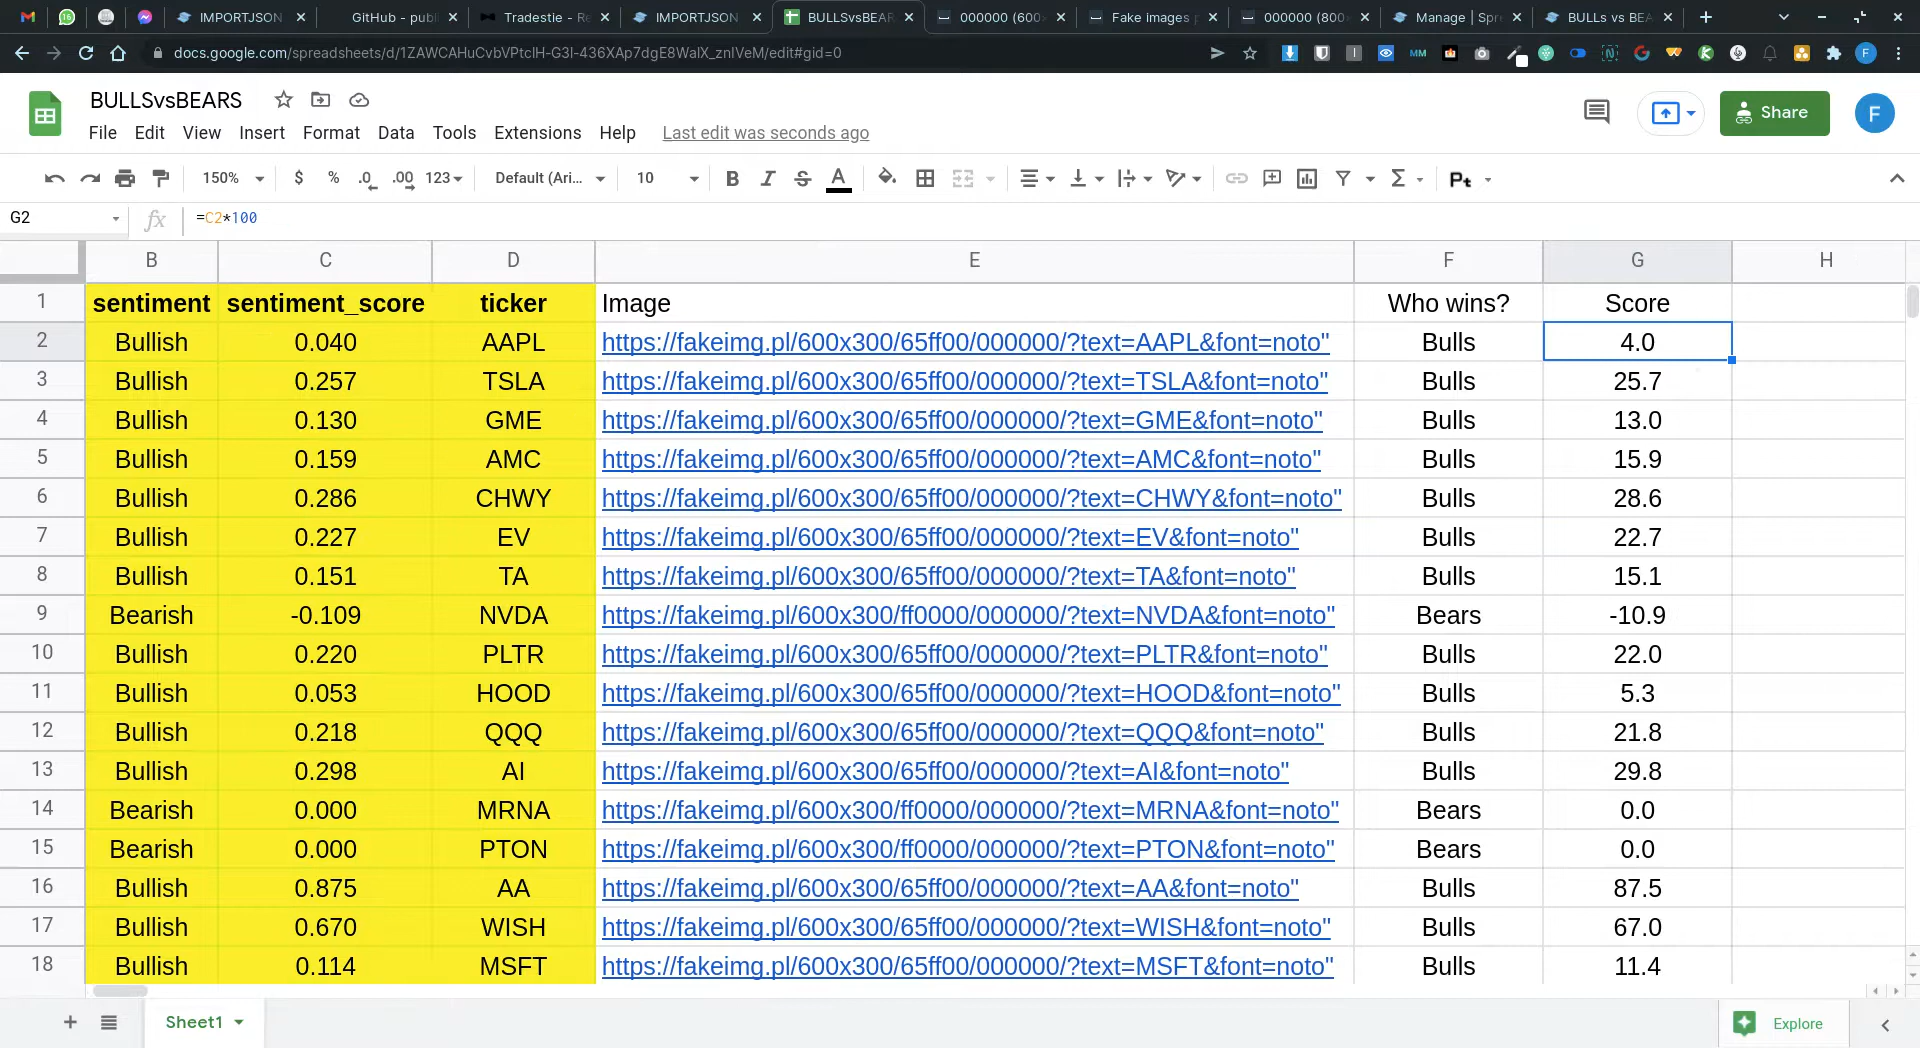 16
IMPORTJSON
GitHub - publ
Tradestie - Re
IMPORTJSON
BULLSvsBEAR
000000 (600×
Fake images p
000000 (800×
Manage | Spre
BULLs vs BEA
docs.google.com/spreadsheets/d/1ZAWCAHuCvbVPtclH-G3l-436XAp7dgE8WalX_znIVeM/edit#gid=0
BULLSvsBEARS
File Edit View Insert Format Data Tools Extensions Help Last edit was seconds ago
Share
F
150% $ % .0 .00 123 Default (Ari... 10 B I S A Σ Pt
G2 fx =C2*100
B C D E F G H
1 sentiment sentiment_score ticker Image Who wins? Score
2 Bullish 0.040 AAPL https://fakeimg.pl/600x300/65ff00/000000/?text=AAPL&font=noto" Bulls 4.0
3 Bullish 0.257 TSLA https://fakeimg.pl/600x300/65ff00/000000/?text=TSLA&font=noto" Bulls 25.7
4 Bullish 0.130 GME https://fakeimg.pl/600x300/65ff00/000000/?text=GME&font=noto" Bulls 13.0
5 Bullish 0.159 AMC https://fakeimg.pl/600x300/65ff00/000000/?text=AMC&font=noto" Bulls 15.9
6 Bullish 0.286 CHWY https://fakeimg.pl/600x300/65ff00/000000/?text=CHWY&font=noto" Bulls 28.6
7 Bullish 0.227 EV https://fakeimg.pl/600x300/65ff00/000000/?text=EV&font=noto" Bulls 22.7
8 Bullish 0.151 TA https://fakeimg.pl/600x300/65ff00/000000/?text=TA&font=noto" Bulls 15.1
9 Bearish -0.109 NVDA https://fakeimg.pl/600x300/ff0000/000000/?text=NVDA&font=noto" Bears -10.9
10 Bullish 0.220 PLTR https://fakeimg.pl/600x300/65ff00/000000/?text=PLTR&font=noto" Bulls 22.0
11 Bullish 0.053 HOOD https://fakeimg.pl/600x300/65ff00/000000/?text=HOOD&font=noto" Bulls 5.3
12 Bullish 0.218 QQQ https://fakeimg.pl/600x300/65ff00/000000/?text=QQQ&font=noto" Bulls 21.8
13 Bullish 0.298 AI https://fakeimg.pl/600x300/65ff00/000000/?text=AI&font=noto" Bulls 29.8
14 Bearish 0.000 MRNA https://fakeimg.pl/600x300/ff0000/000000/?text=MRNA&font=noto" Bears 0.0
15 Bearish 0.000 PTON https://fakeimg.pl/600x300/ff0000/000000/?text=PTON&font=noto" Bears 0.0
16 Bullish 0.875 AA https://fakeimg.pl/600x300/65ff00/000000/?text=AA&font=noto" Bulls 87.5
17 Bullish 0.670 WISH https://fakeimg.pl/600x300/65ff00/000000/?text=WISH&font=noto" Bulls 67.0
18 Bullish 0.114 MSFT https://fakeimg.pl/600x300/65ff00/000000/?text=MSFT&font=noto" Bulls 11.4
Sheet1
Explore